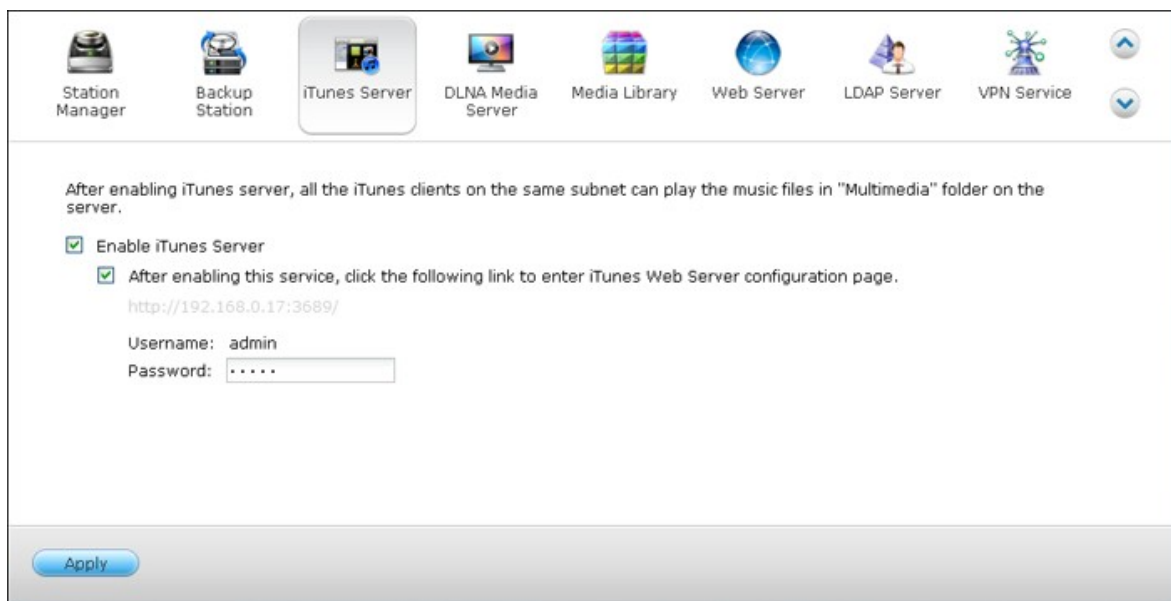 Station
Manager
Backup
Station
iTunes Server
DLNA Media
Server
Media Library
Web Server
LDAP Server
VPN Service
After enabling iTunes server, all the iTunes clients on the same subnet can play the music files in "Multimedia" folder on the
server.
Enable iTunes Server
After enabling this service, click the following link to enter iTunes Web Server configuration page.
http://192.168.0.17:3689/
Username: admin
Password: •••••
Apply